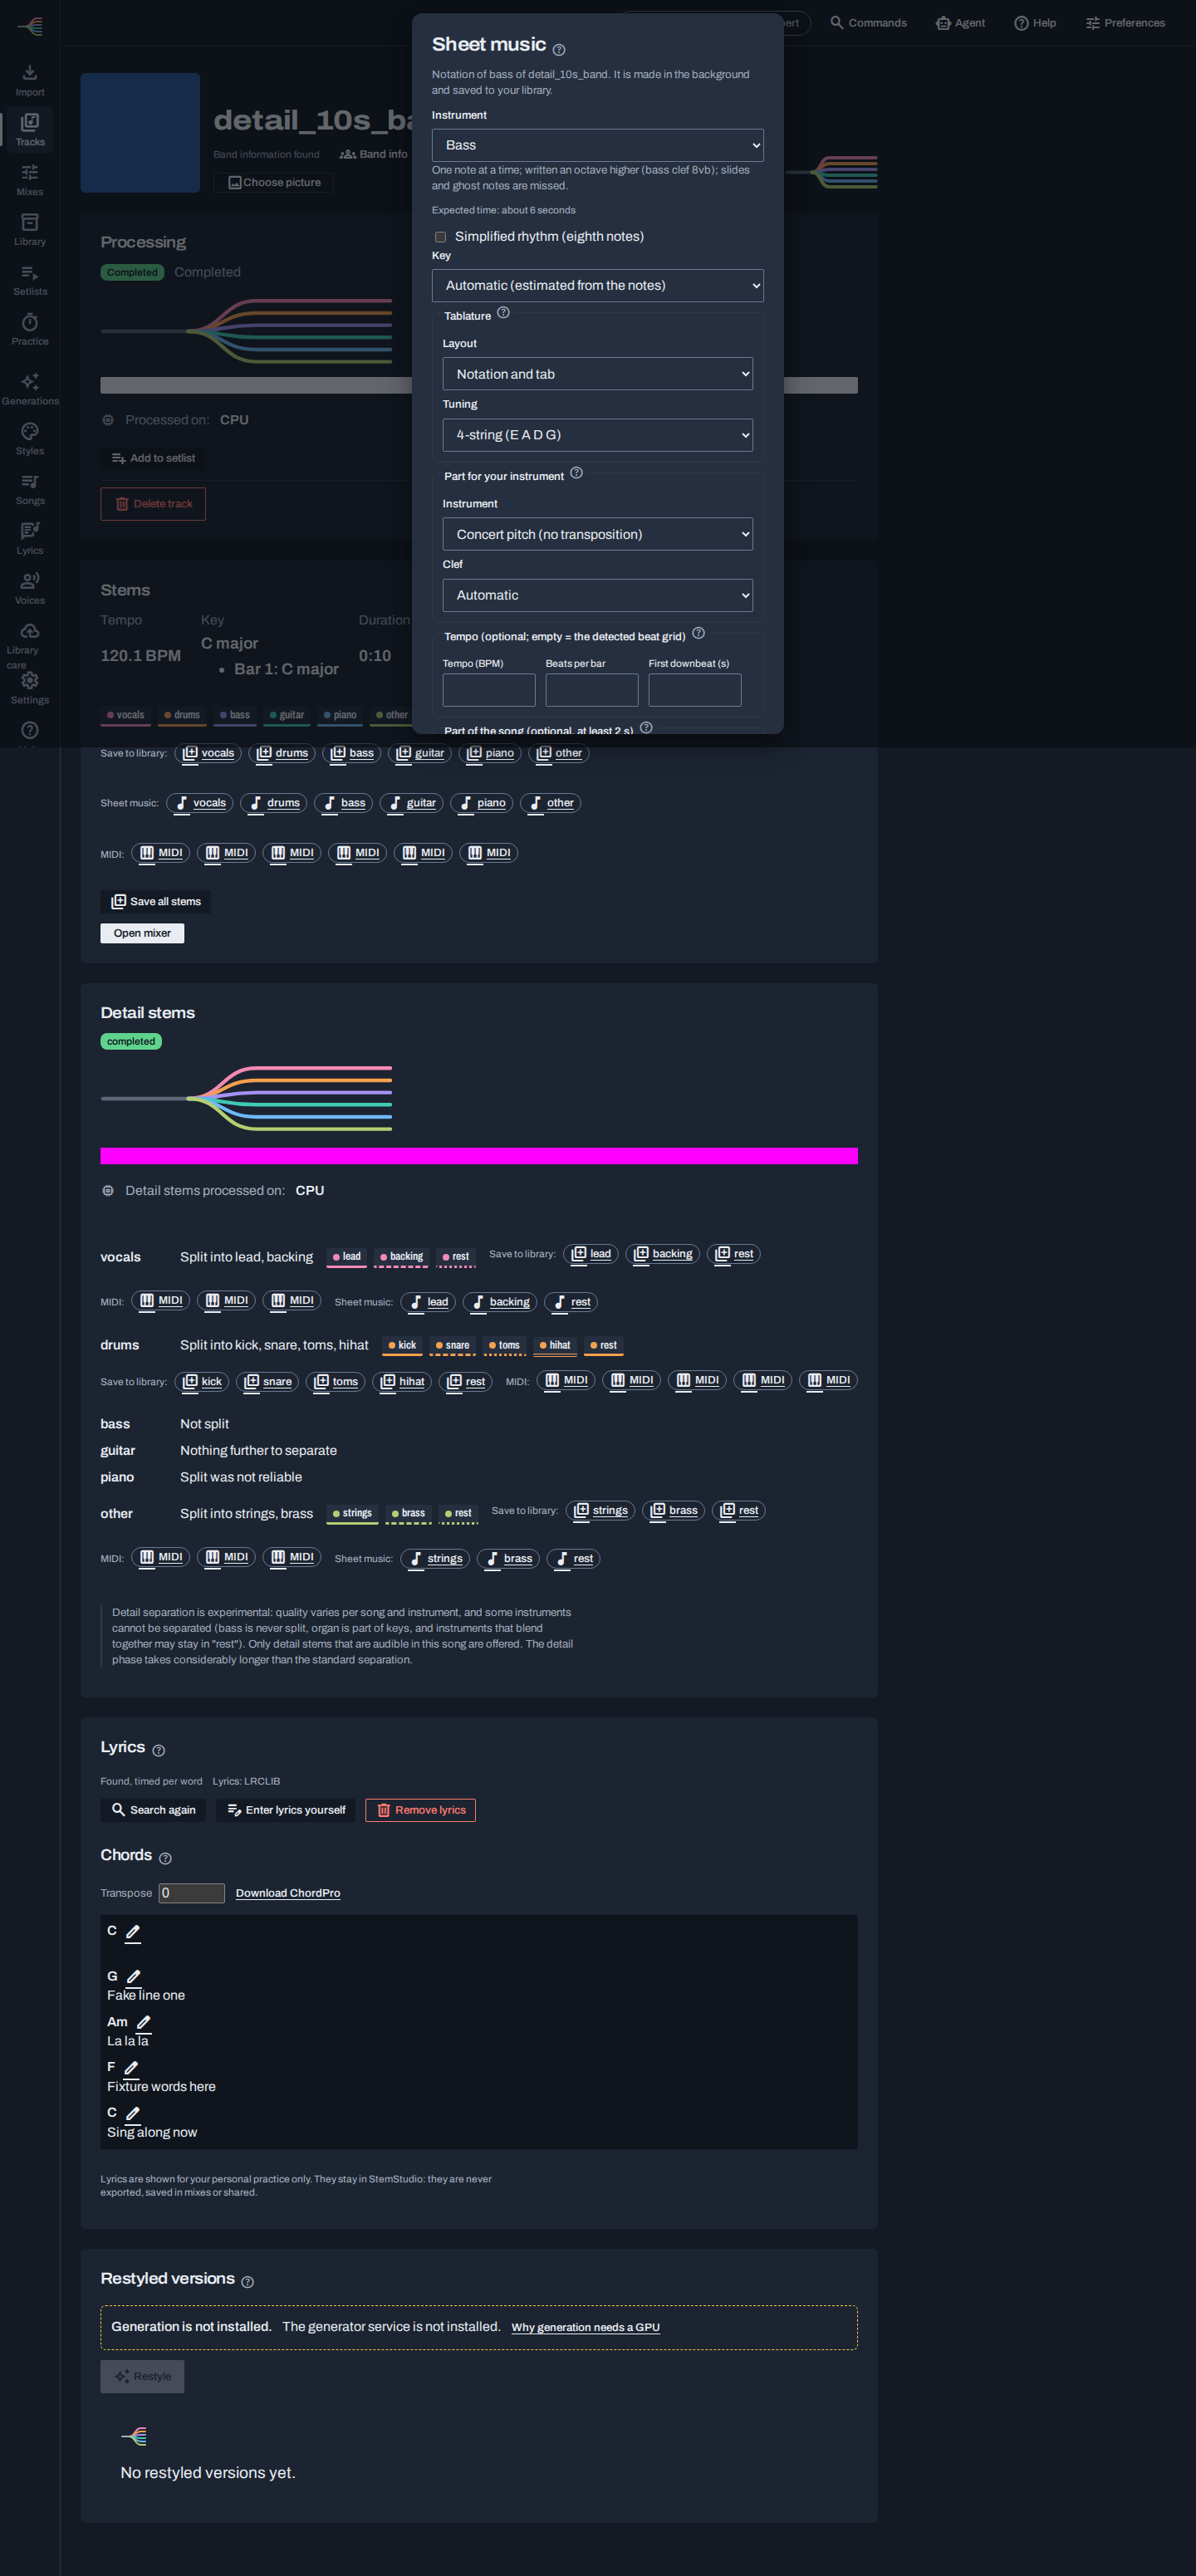 pert
Commands
Agent
Help
Preferences
Import
Tracks
Mixes
Library
Setlists
Practice
Generations
Styles
Songs
Lyrics
Voices
Library care
Settings
detail_10s_ba
Band information found
Band info
Choose picture
Processing
Completed Completed
Processed on: CPU
Add to setlist
Delete track
Stems
Tempo Key Duration
120.1 BPM
C major
Bar 1: C major
0:10
vocals drums bass guitar piano other
Sheet music
Notation of bass of detail_10s_band. It is made in the background
and saved to your library.
Instrument
Bass
One note at a time; written an octave higher (bass clef 8vb); slides
and ghost notes are missed.
Expected time: about 6 seconds
Simplified rhythm (eighth notes)
Key
Automatic (estimated from the notes)
Tablature
Layout
Notation and tab
Tuning
4-string (E A D G)
Part for your instrument
Instrument
Concert pitch (no transposition)
Clef
Automatic
Tempo (optional; empty = the detected beat grid)
Tempo (BPM) Beats per bar First downbeat (s)
Part of the song (optional, at least 2 s)
Save to library: vocals drums bass guitar piano other
Sheet music: vocals drums bass guitar piano other
MIDI: MIDI MIDI MIDI MIDI MIDI MIDI
Save all stems
Open mixer
Detail stems
completed
Detail stems processed on: CPU
vocals Split into lead, backing lead backing rest Save to library: lead backing rest
MIDI: MIDI MIDI MIDI Sheet music: lead backing rest
drums Split into kick, snare, toms, hihat kick snare toms hihat rest
Save to library: kick snare toms hihat rest MIDI: MIDI MIDI MIDI MIDI MIDI
bass Not split
guitar Nothing further to separate
piano Split was not reliable
other Split into strings, brass strings brass rest Save to library: strings brass rest
MIDI: MIDI MIDI MIDI Sheet music: strings brass rest
Detail separation is experimental: quality varies per song and instrument, and some instruments
cannot be separated (bass is never split, organ is part of keys, and instruments that blend
together may stay in "rest"). Only detail stems that are audible in this song are offered. The detail
phase takes considerably longer than the standard separation.
Lyrics
Found, timed per word Lyrics: LRCLIB
Search again Enter lyrics yourself Remove lyrics
Chords
Transpose 0 Download ChordPro
C
G
Fake line one
Am
La la la
F
Fixture words here
C
Sing along now
Lyrics are shown for your personal practice only. They stay in StemStudio: they are never
exported, saved in mixes or shared.
Restyled versions
Generation is not installed. The generator service is not installed. Why generation needs a GPU
Restyle
No restyled versions yet.